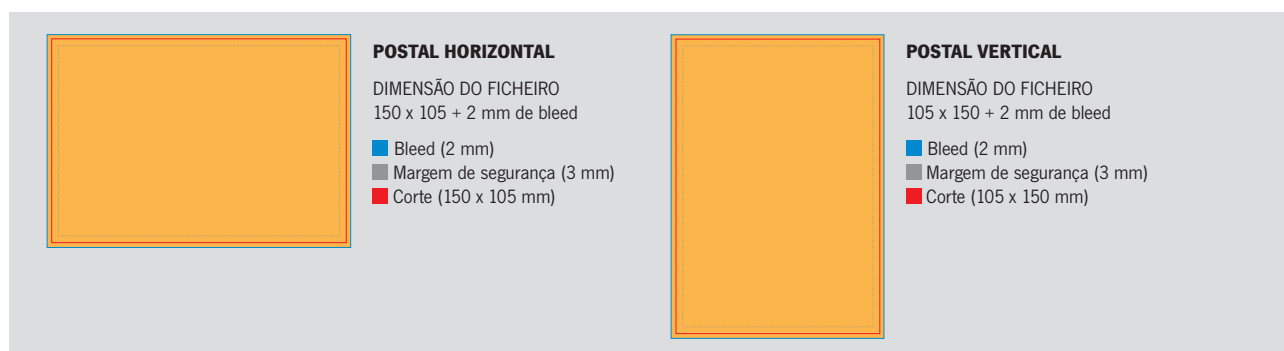 POSTAL HORIZONTAL
DIMENSÃO DO FICHEIRO
150 x 105 + 2 mm de bleed
Bleed (2 mm)
Margem de segurança (3 mm)
Corte (150 x 105 mm)
POSTAL VERTICAL
DIMENSÃO DO FICHEIRO
105 x 150 + 2 mm de bleed
Bleed (2 mm)
Margem de segurança (3 mm)
Corte (105 x 150 mm)